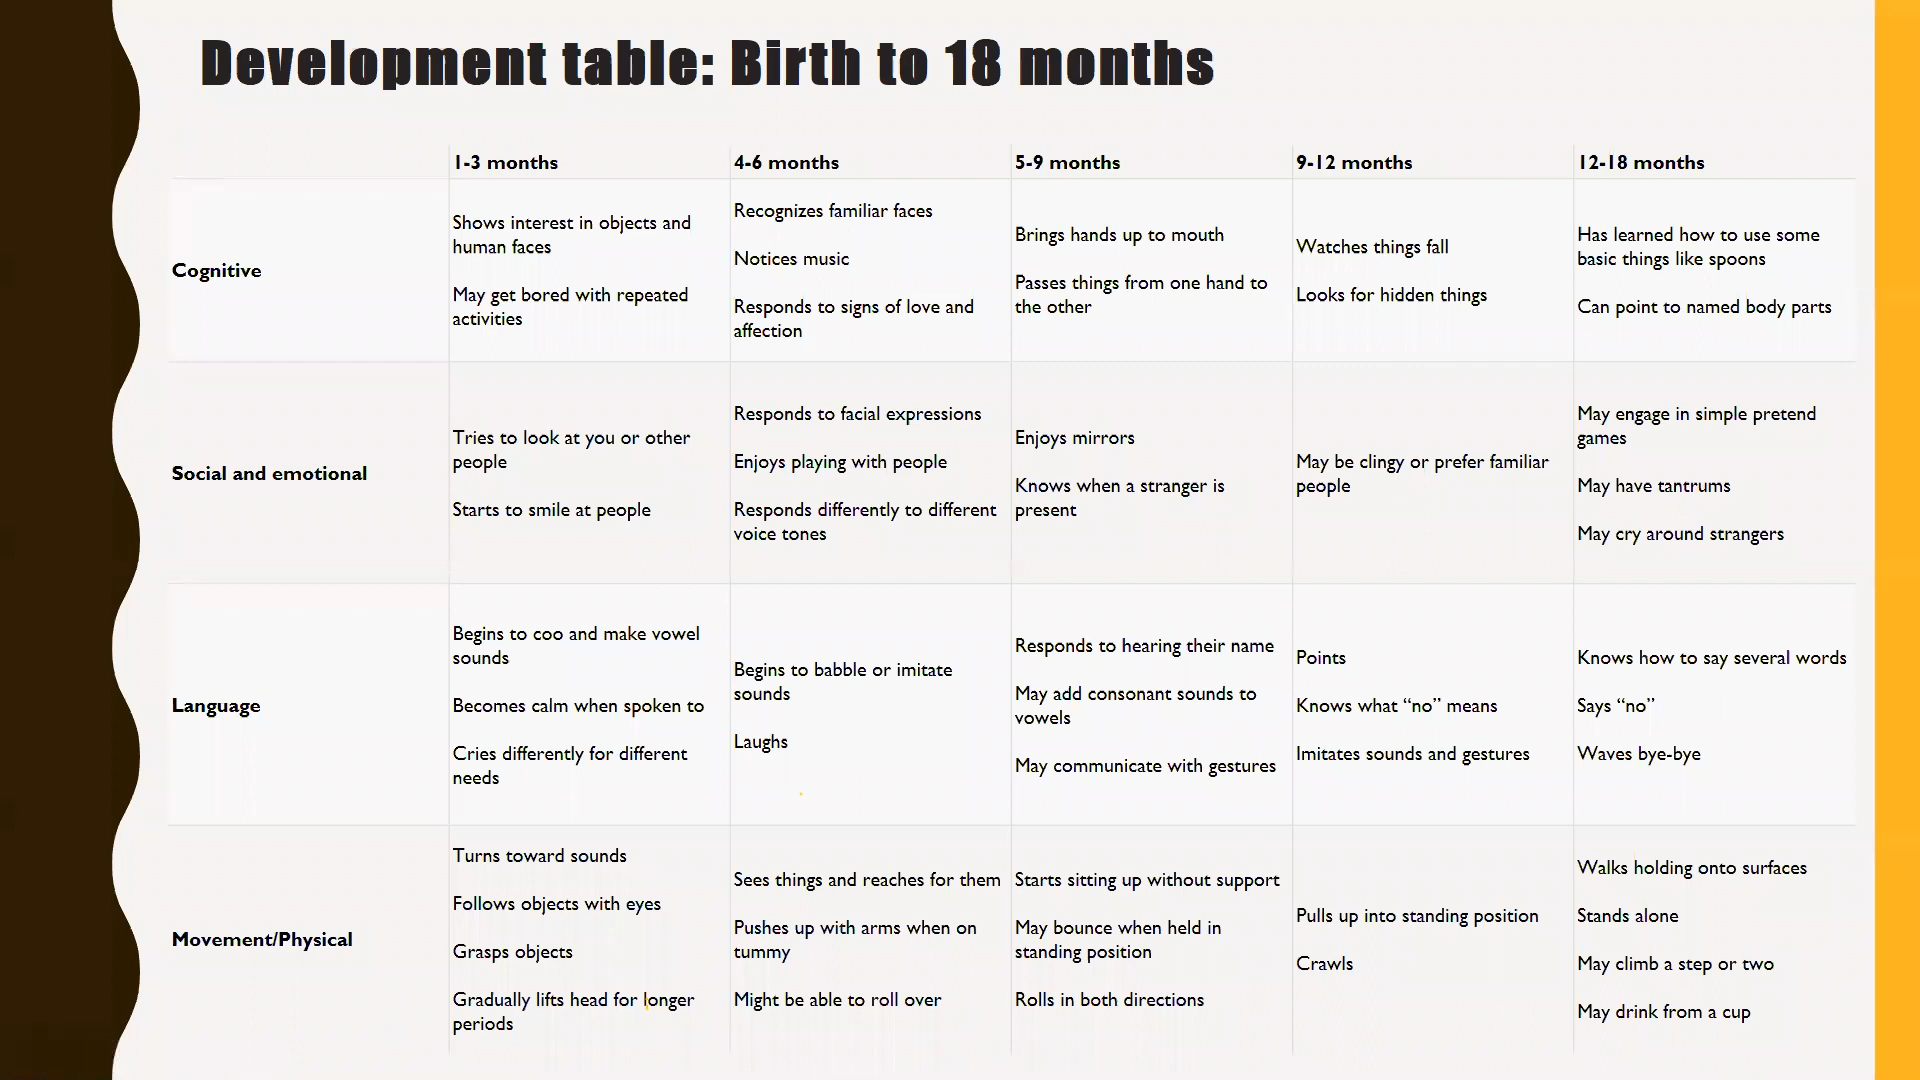 Development table: Birth to 18 months
1-3 months
4-6 months
5-9 months
9-12 months
12-18 months
Cognitive
Shows interest in objects and
human faces
May get bored with repeated
activities
Recognizes familiar faces
Notices music
Responds to signs of love and
affection
Brings hands up to mouth
Passes things from one hand to
the other
Watches things fall
Looks for hidden things
Has learned how to use some
basic things like spoons
Can point to named body parts
Social and emotional
Tries to look at you or other
people
Starts to smile at people
Responds to facial expressions
Enjoys playing with people
Responds differently to different
voice tones
Enjoys mirrors
Knows when a stranger is
present
May be clingy or prefer familiar
people
May engage in simple pretend
games
May have tantrums
May cry around strangers
Language
Begins to coo and make vowel
sounds
Becomes calm when spoken to
Cries differently for different
needs
Begins to babble or imitate
sounds
Laughs
Responds to hearing their name
May add consonant sounds to
vowels
May communicate with gestures
Points
Knows what “no” means
Imitates sounds and gestures
Knows how to say several words
Says “no”
Waves bye-bye
Movement/Physical
Turns toward sounds
Follows objects with eyes
Grasps objects
Gradually lifts head for longer
periods
Sees things and reaches for them
Pushes up with arms when on
tummy
Might be able to roll over
Starts sitting up without support
May bounce when held in
standing position
Rolls in both directions
Pulls up into standing position
Crawls
Walks holding onto surfaces
Stands alone
May climb a step or two
May drink from a cup